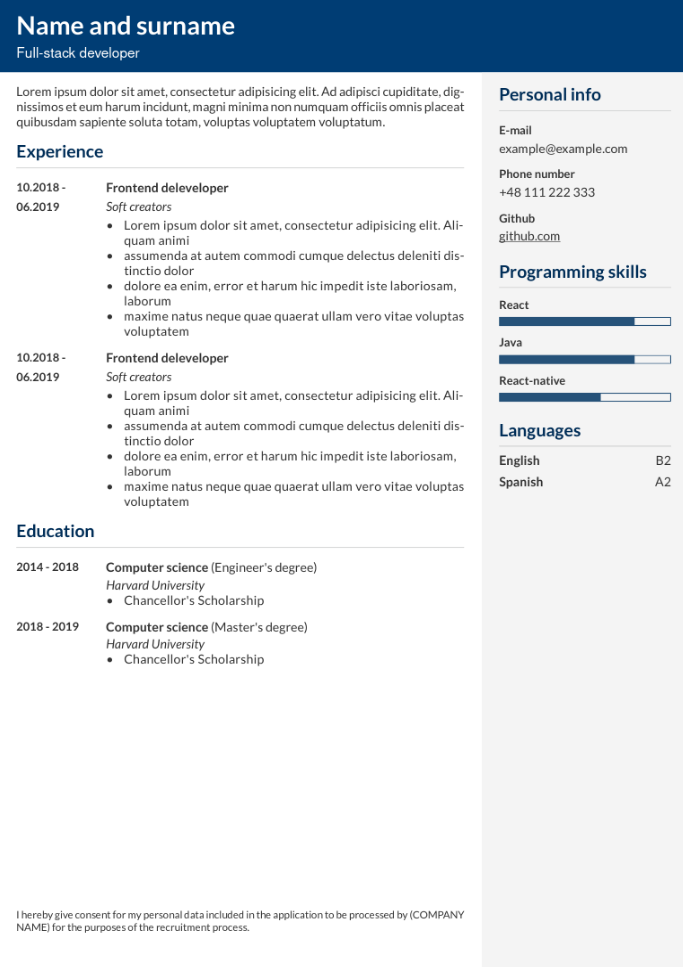 Name and surname
Full-stack developer
Lorem ipsum dolor sit amet, consectetur adipisicing elit. Ad adipisci cupiditate, dig-
nissimos et eum harum incidunt, magni minima non numquam officiis omnis placeat
quibusdam sapiente soluta totam, voluptas voluptatem voluptatum.
Experience
10.2018 -
06.2019
Frontend deleveloper
Soft creators
• Lorem ipsum dolor sit amet, consectetur adipisicing elit. Ali-
quam animi
• assumenda at autem commodi cumque delectus deleniti dis-
tinctio dolor
• dolore ea enim, error et harum hic impedit iste laboriosam,
laborum
• maxime natus neque quae quaerat ullam vero vitae voluptas
voluptatem
10.2018 -
06.2019
Frontend deleveloper
Soft creators
• Lorem ipsum dolor sit amet, consectetur adipisicing elit. Ali-
quam animi
• assumenda at autem commodi cumque delectus deleniti dis-
tinctio dolor
• dolore ea enim, error et harum hic impedit iste laboriosam,
laborum
• maxime natus neque quae quaerat ullam vero vitae voluptas
voluptatem
Education
2014 - 2018
Computer science (Engineer's degree)
Harvard University
• Chancellor's Scholarship
2018 - 2019
Computer science (Master's degree)
Harvard University
• Chancellor's Scholarship
I hereby give consent for my personal data included in the application to be processed by (COMPANY
NAME) for the purposes of the recruitment process.
Personal info
E-mail
example@example.com
Phone number
+48 111 222 333
Github
github.com
Programming skills
React
Java
React-native
Languages
English B2
Spanish A2